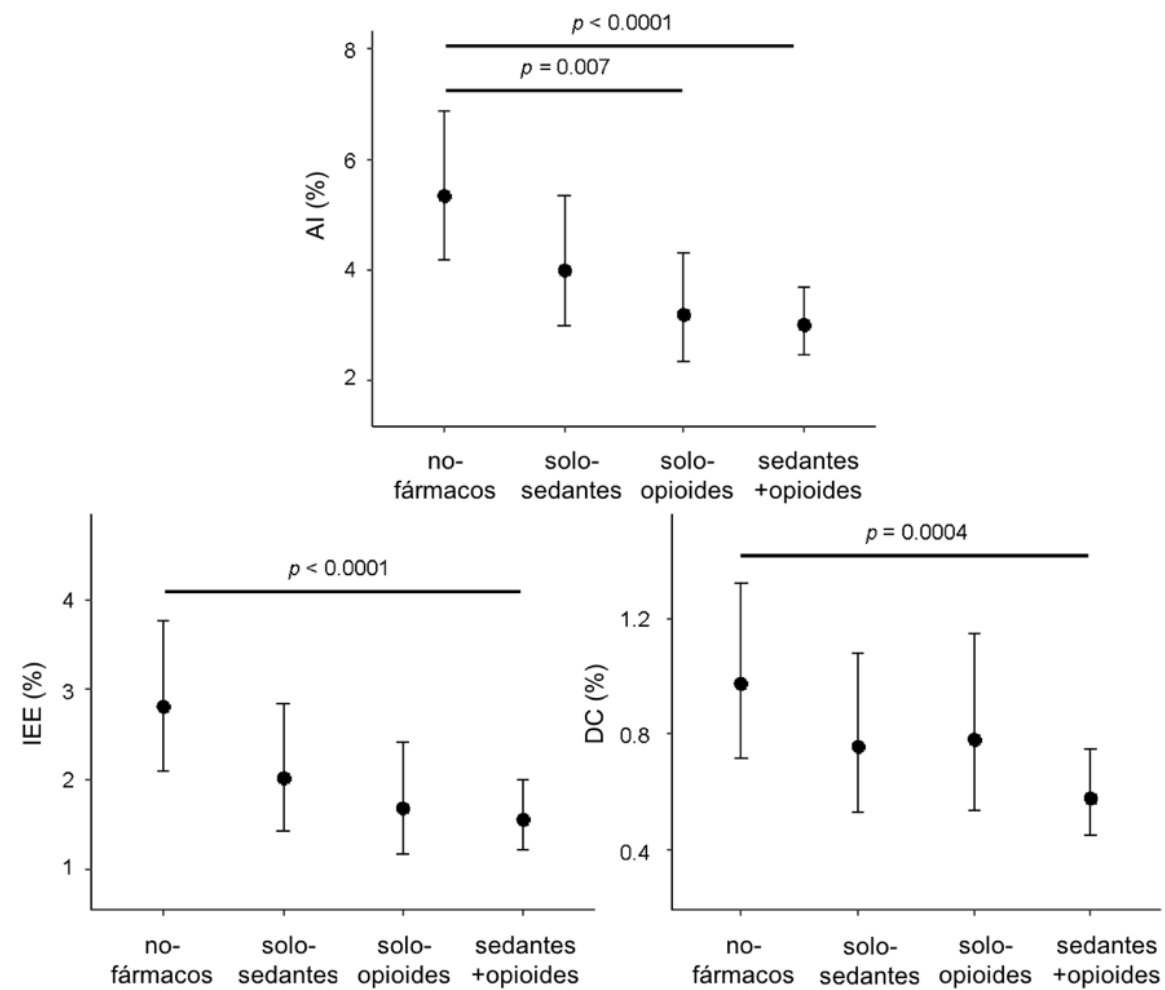 p < 0.0001
p = 0.007
8
6
4
2
AI (%)
no-
fármacos
solo-
sedantes
solo-
opioides
sedantes
+opioides
p < 0.0001
4
3
2
1
IEE (%)
no-
fármacos
solo-
sedantes
solo-
opioides
sedantes
+opioides
p = 0.0004
1.2
0.8
0.4
DC (%)
no-
fármacos
solo-
sedantes
solo-
opioides
sedantes
+opioides